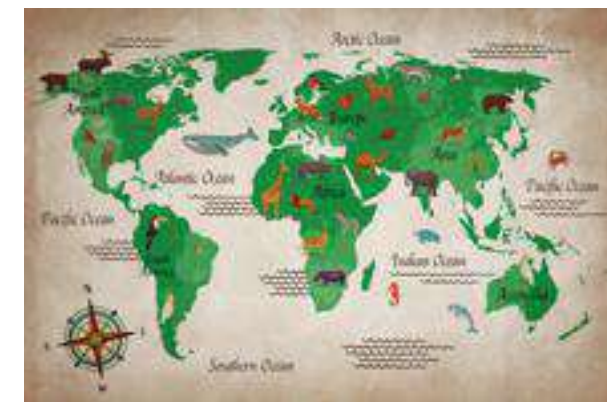 Arctic Ocean
Europe
Asia
Atlantic Ocean
Africa
Pacific Ocean
Pacific Ocean
Indian Ocean
Southern Ocean